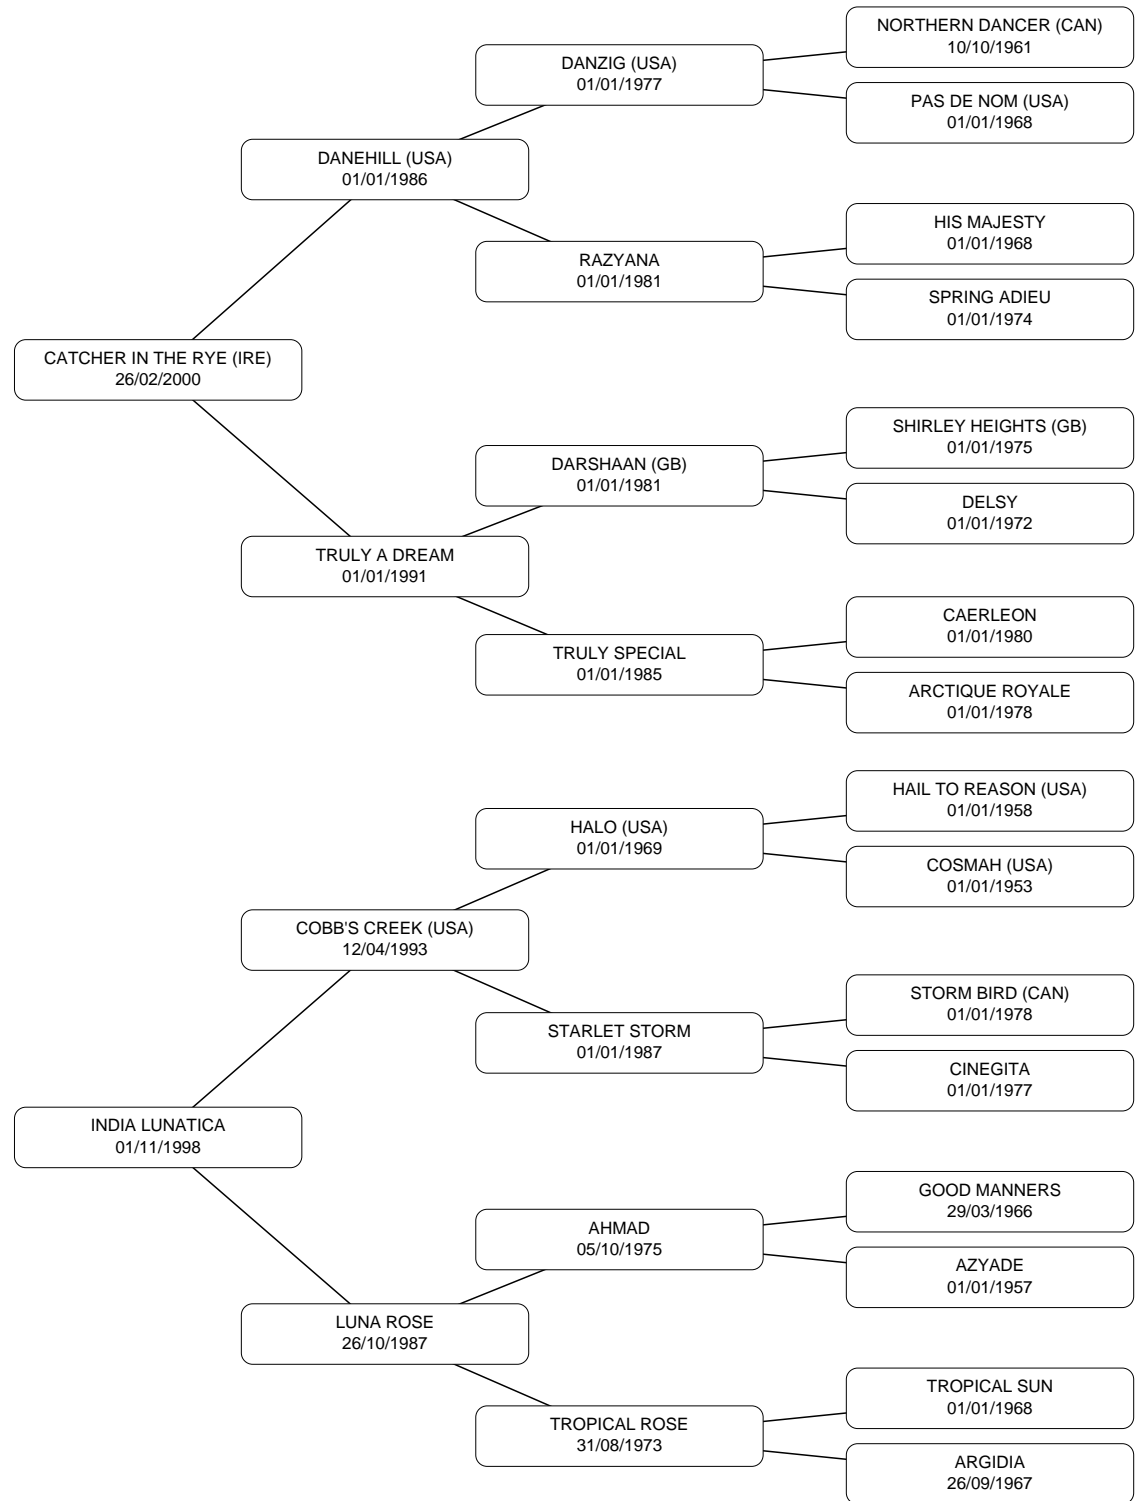 NORTHERN DANCER (CAN)
10/10/1961
DANZIG (USA)
01/01/1977
PAS DE NOM (USA)
01/01/1968
DANEHILL (USA)
01/01/1986
HIS MAJESTY
01/01/1968
RAZYANA
01/01/1981
SPRING ADIEU
01/01/1974
CATCHER IN THE RYE (IRE)
26/02/2000
SHIRLEY HEIGHTS (GB)
01/01/1975
DARSHAAN (GB)
01/01/1981
DELSY
01/01/1972
TRULY A DREAM
01/01/1991
CAERLEON
01/01/1980
TRULY SPECIAL
01/01/1985
ARCTIQUE ROYALE
01/01/1978
HAIL TO REASON (USA)
01/01/1958
HALO (USA)
01/01/1969
COSMAH (USA)
01/01/1953
COBB'S CREEK (USA)
12/04/1993
STORM BIRD (CAN)
01/01/1978
STARLET STORM
01/01/1987
CINEGITA
01/01/1977
INDIA LUNATICA
01/11/1998
GOOD MANNERS
29/03/1966
AHMAD
05/10/1975
AZYADE
01/01/1957
LUNA ROSE
26/10/1987
TROPICAL SUN
01/01/1968
TROPICAL ROSE
31/08/1973
ARGIDIA
26/09/1967